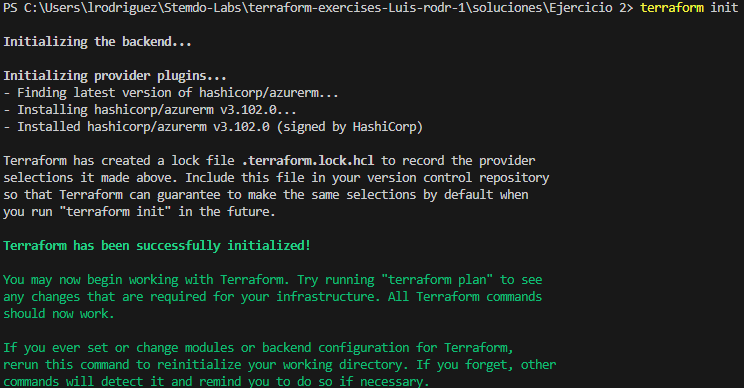 PS C:\Users\lrodriguez\Stemdo-Labs\terraform-exercises-Luis-rodr-1\soluciones\Ejercicio 2> terraform init
Initializing the backend...
Initializing provider plugins...
- Finding latest version of hashicorp/azurerm...
- Installing hashicorp/azurerm v3.102.0...
- Installed hashicorp/azurerm v3.102.0 (signed by HashiCorp)
Terraform has created a lock file .terraform.lock.hcl to record the provider
selections it made above. Include this file in your version control repository
so that Terraform can guarantee to make the same selections by default when
you run "terraform init" in the future.
Terraform has been successfully initialized!
You may now begin working with Terraform. Try running "terraform plan" to see
any changes that are required for your infrastructure. All Terraform commands
should now work.
If you ever set or change modules or backend configuration for Terraform,
rerun this command to reinitialize your working directory. If you forget, other
commands will detect it and remind you to do so if necessary.